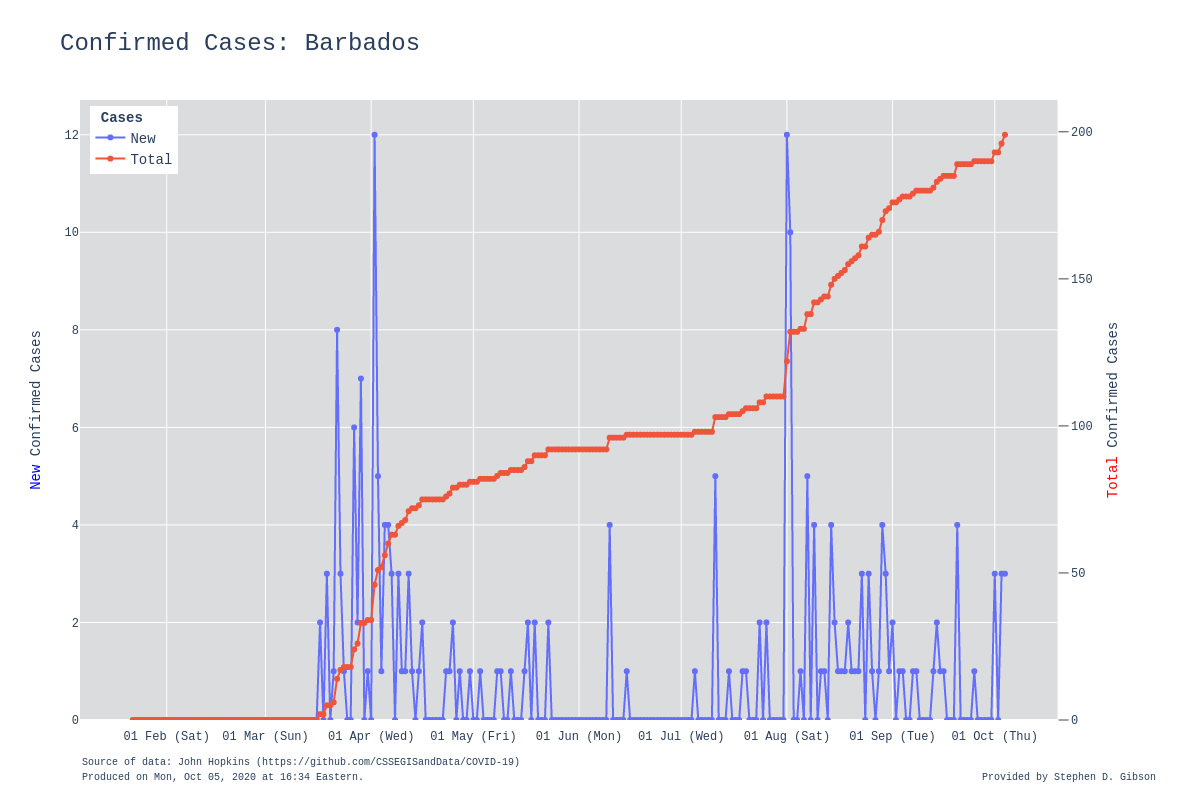 Confirmed Cases: Barbados
Cases
New
Total
12
10
8
6
4
2
0
200
150
100
50
0
New Confirmed Cases
Total Confirmed Cases
01 Feb (Sat) 01 Mar (Sun) 01 Apr (Wed) 01 May (Fri) 01 Jun (Mon) 01 Jul (Wed) 01 Aug (Sat) 01 Sep (Tue) 01 Oct (Thu)
Source of data: John Hopkins (https://github.com/CSSEGISandData/COVID-19)
Produced on Mon, Oct 05, 2020 at 16:34 Eastern.
Provided by Stephen D. Gibson